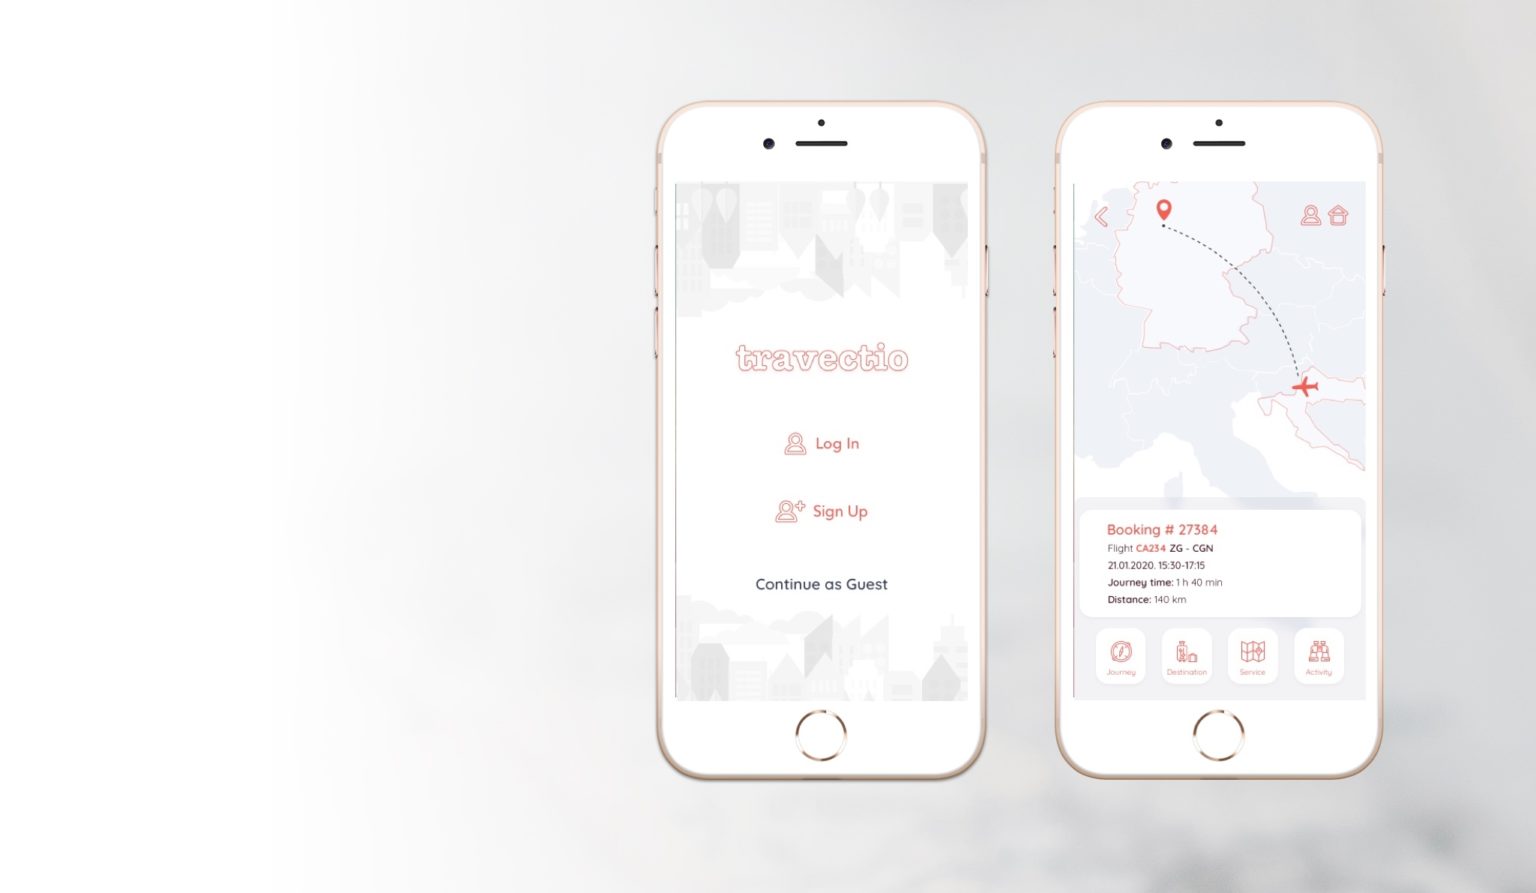 travectio
Log In
Sign Up
Continue as Guest
Booking # 27384
Flight CA234 ZG - CGN
21.01.2020. 15:30-17:15
Journey time: 1 h 40 min
Distance: 140 km
Journey
Destination
Service
Activity